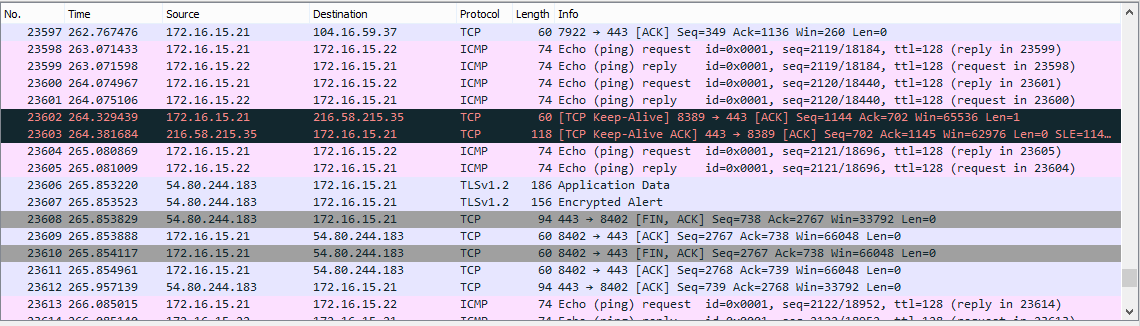 No. Time Source Destination Protocol Length Info
23597 262.767476 172.16.15.21 104.16.59.37 TCP 60 7922 → 443 [ACK] Seq=349 Ack=1136 Win=260 Len=0
23598 263.071433 172.16.15.21 172.16.15.22 ICMP 74 Echo (ping) request id=0x0001, seq=2119/18184, ttl=128 (reply in 23599)
23599 263.071598 172.16.15.22 172.16.15.21 ICMP 74 Echo (ping) reply id=0x0001, seq=2119/18184, ttl=128 (request in 23598)
23600 264.074967 172.16.15.21 172.16.15.22 ICMP 74 Echo (ping) request id=0x0001, seq=2120/18440, ttl=128 (reply in 23601)
23601 264.075106 172.16.15.22 172.16.15.21 ICMP 74 Echo (ping) reply id=0x0001, seq=2120/18440, ttl=128 (request in 23600)
23602 264.329439 172.16.15.21 216.58.215.35 TCP 60 [TCP Keep-Alive] 8389 → 443 [ACK] Seq=1144 Ack=702 Win=65536 Len=1
23603 264.381684 216.58.215.35 172.16.15.21 TCP 118 [TCP Keep-Alive ACK] 443 → 8389 [ACK] Seq=702 Ack=1145 Win=62976 Len=0 SLE=114…
23604 265.080869 172.16.15.21 172.16.15.22 ICMP 74 Echo (ping) request id=0x0001, seq=2121/18696, ttl=128 (reply in 23605)
23605 265.081009 172.16.15.22 172.16.15.21 ICMP 74 Echo (ping) reply id=0x0001, seq=2121/18696, ttl=128 (request in 23604)
23606 265.853220 54.80.244.183 172.16.15.21 TLSv1.2 186 Application Data
23607 265.853523 54.80.244.183 172.16.15.21 TLSv1.2 156 Encrypted Alert
23608 265.853829 54.80.244.183 172.16.15.21 TCP 94 443 → 8402 [FIN, ACK] Seq=738 Ack=2767 Win=33792 Len=0
23609 265.853888 172.16.15.21 54.80.244.183 TCP 60 8402 → 443 [ACK] Seq=2767 Ack=738 Win=66048 Len=0
23610 265.854117 172.16.15.21 54.80.244.183 TCP 60 8402 → 443 [FIN, ACK] Seq=2767 Ack=738 Win=66048 Len=0
23611 265.854961 172.16.15.21 54.80.244.183 TCP 60 8402 → 443 [ACK] Seq=2768 Ack=739 Win=66048 Len=0
23612 265.957139 54.80.244.183 172.16.15.21 TCP 94 443 → 8402 [ACK] Seq=739 Ack=2768 Win=33792 Len=0
23613 266.085015 172.16.15.21 172.16.15.22 ICMP 74 Echo (ping) request id=0x0001, seq=2122/18952, ttl=128 (reply in 23614)